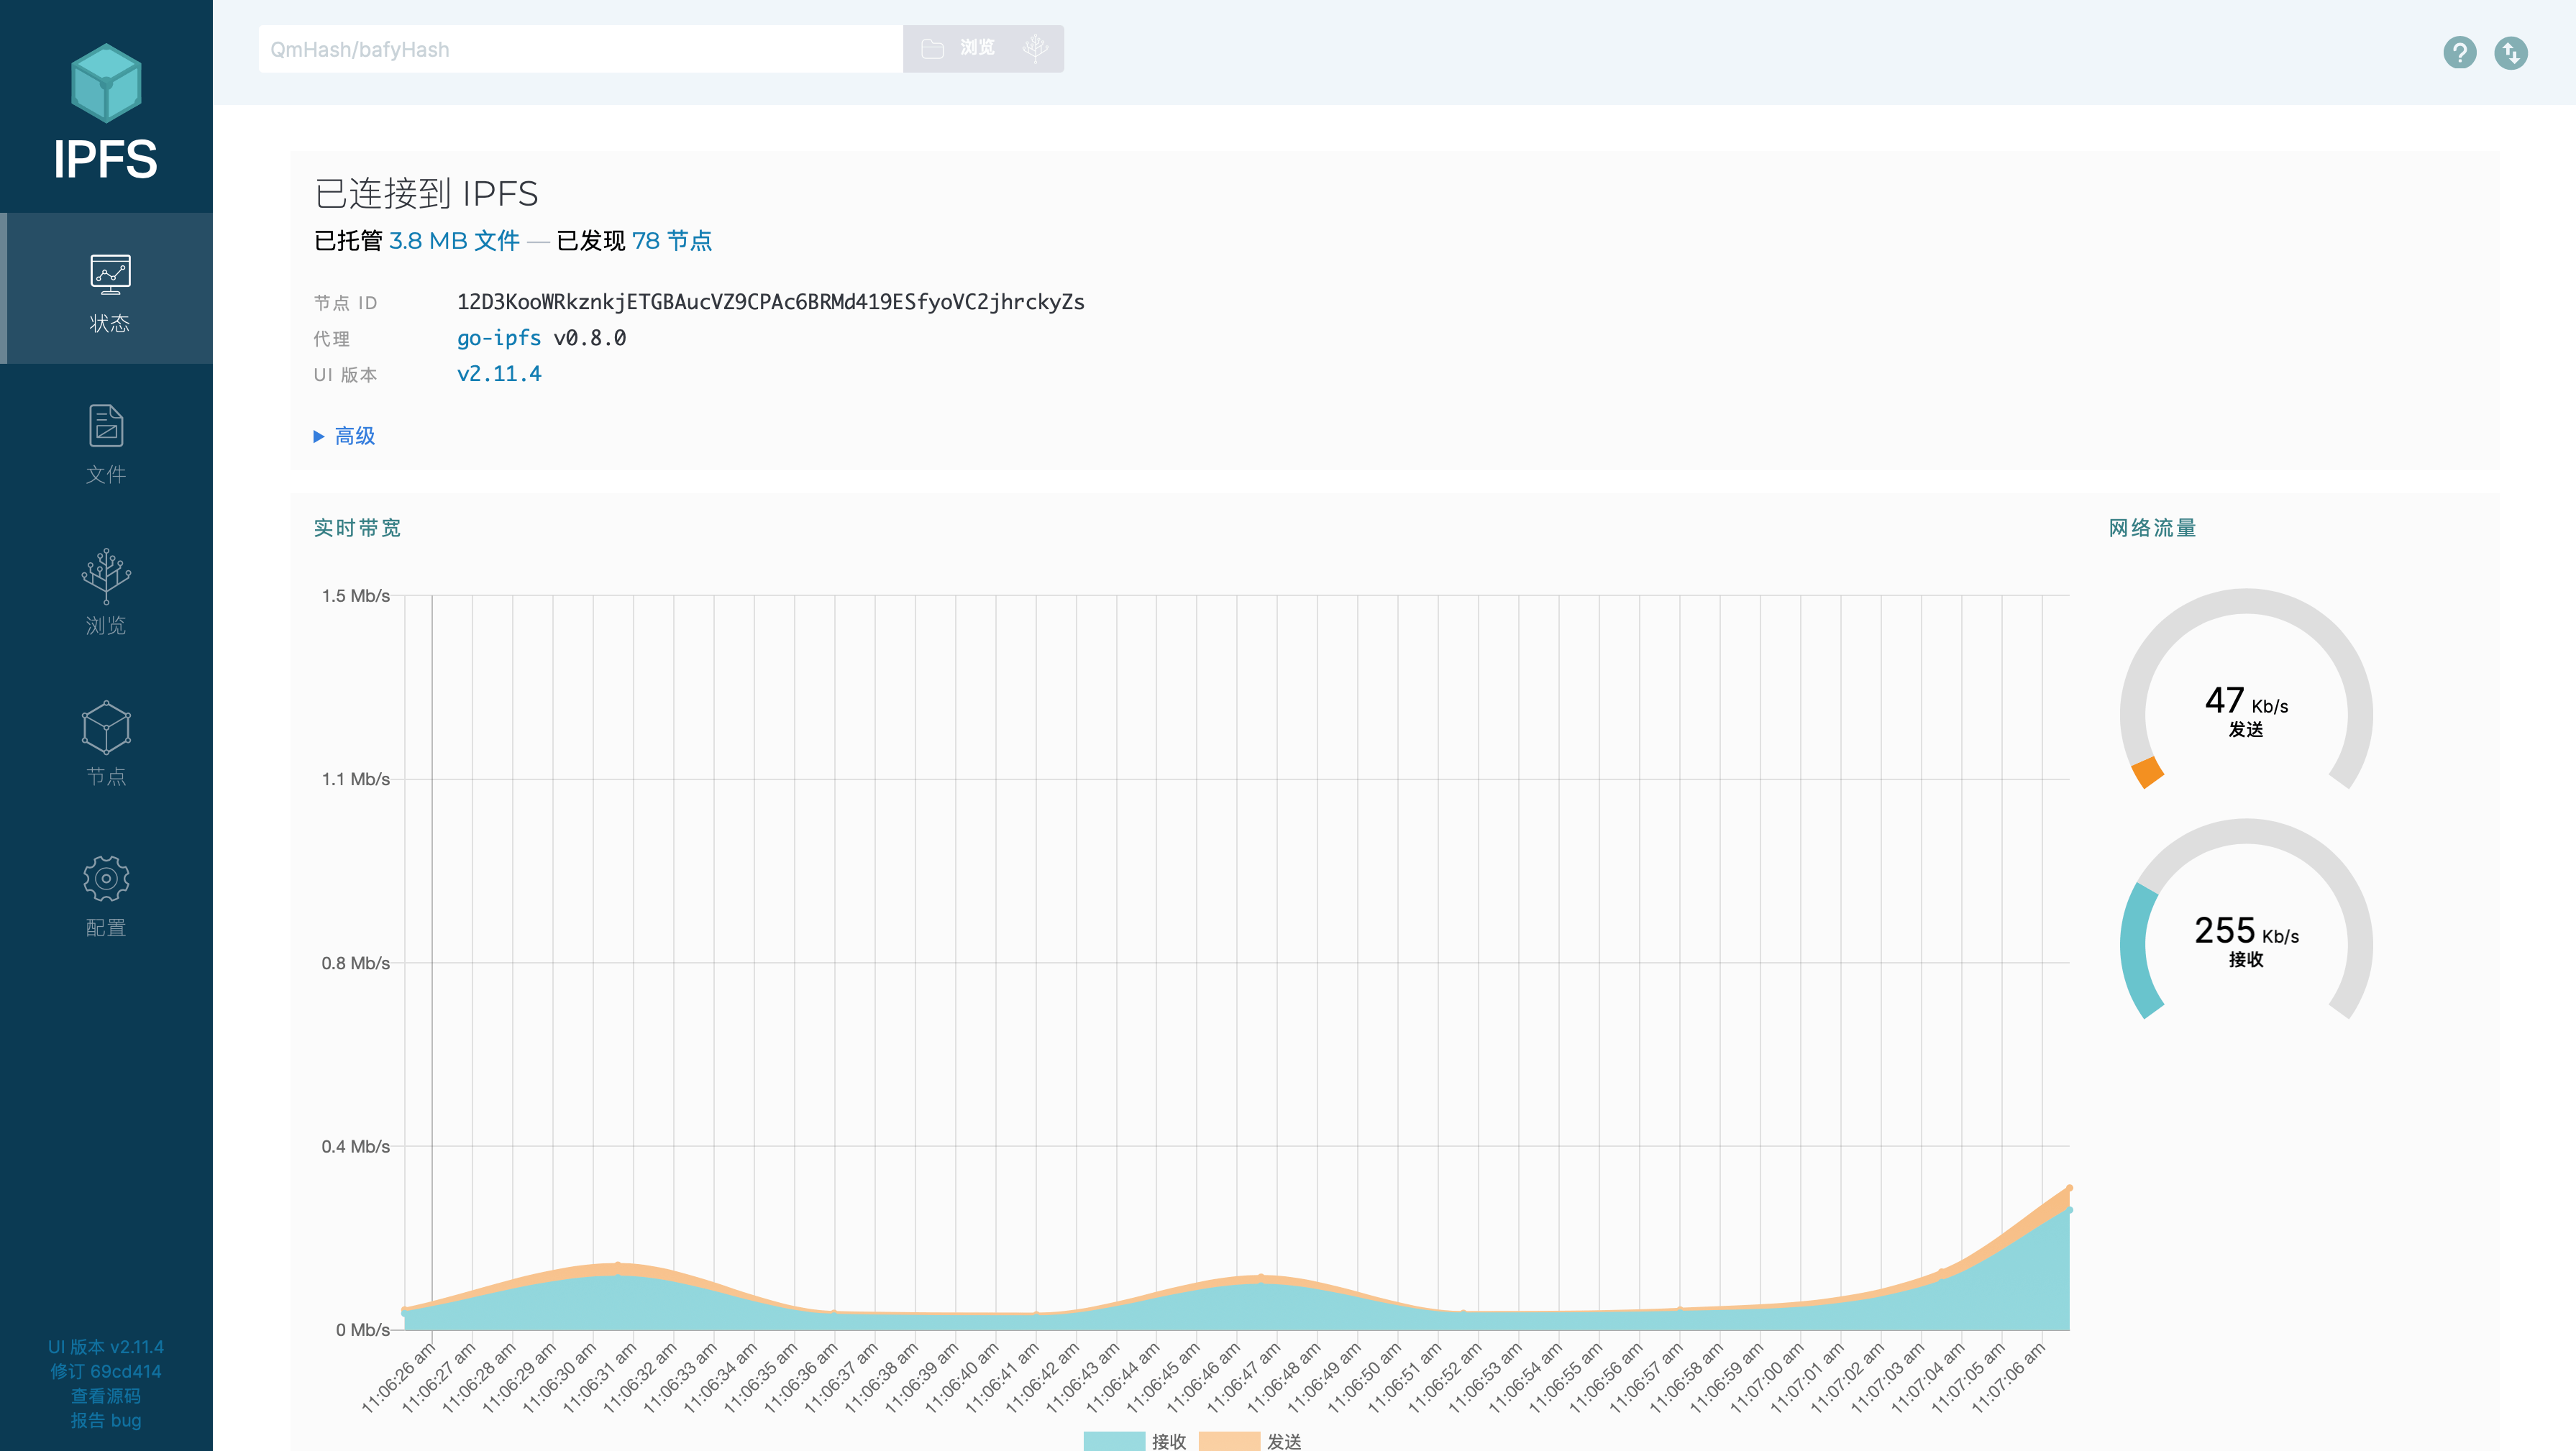 IPFS
状态
文件
浏览
节点
配置
UI 版本 v2.11.4
修订 69cd414
查看源码
报告 bug
QmHash/bafyHash
浏览
已连接到 IPFS
已托管 3.8 MB 文件 — 已发现 78 节点
节点 ID 12D3KooWRkznkjETGBAucVZ9CPAc6BRMd419ESfyoVC2jhrckyZs
代理 go-ipfs v0.8.0
UI 版本 v2.11.4
▶ 高级
实时带宽
1.5 Mb/s
1.1 Mb/s
0.8 Mb/s
0.4 Mb/s
0 Mb/s
11:06:26 am
11:06:27 am
11:06:28 am
11:06:29 am
11:06:30 am
11:06:31 am
11:06:32 am
11:06:33 am
11:06:34 am
11:06:35 am
11:06:36 am
11:06:37 am
11:06:38 am
11:06:39 am
11:06:40 am
11:06:41 am
11:06:42 am
11:06:43 am
11:06:44 am
11:06:45 am
11:06:46 am
11:06:47 am
11:06:48 am
11:06:49 am
11:06:50 am
11:06:51 am
11:06:52 am
11:06:53 am
11:06:54 am
11:06:55 am
11:06:56 am
11:06:57 am
11:06:58 am
11:06:59 am
11:07:00 am
11:07:01 am
11:07:02 am
11:07:03 am
11:07:04 am
11:07:05 am
11:07:06 am
接收 发送
网络流量
47 Kb/s
发送
255 Kb/s
接收